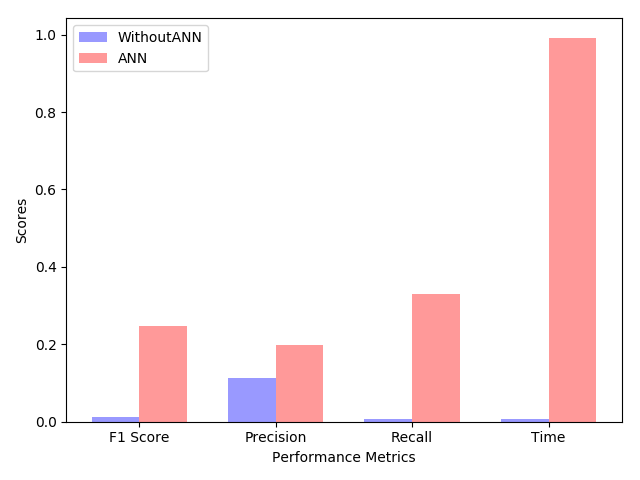 WithoutANN
ANN
1.0
0.8
0.6
0.4
0.2
0.0
Scores
F1 Score Precision Recall Time
Performance Metrics